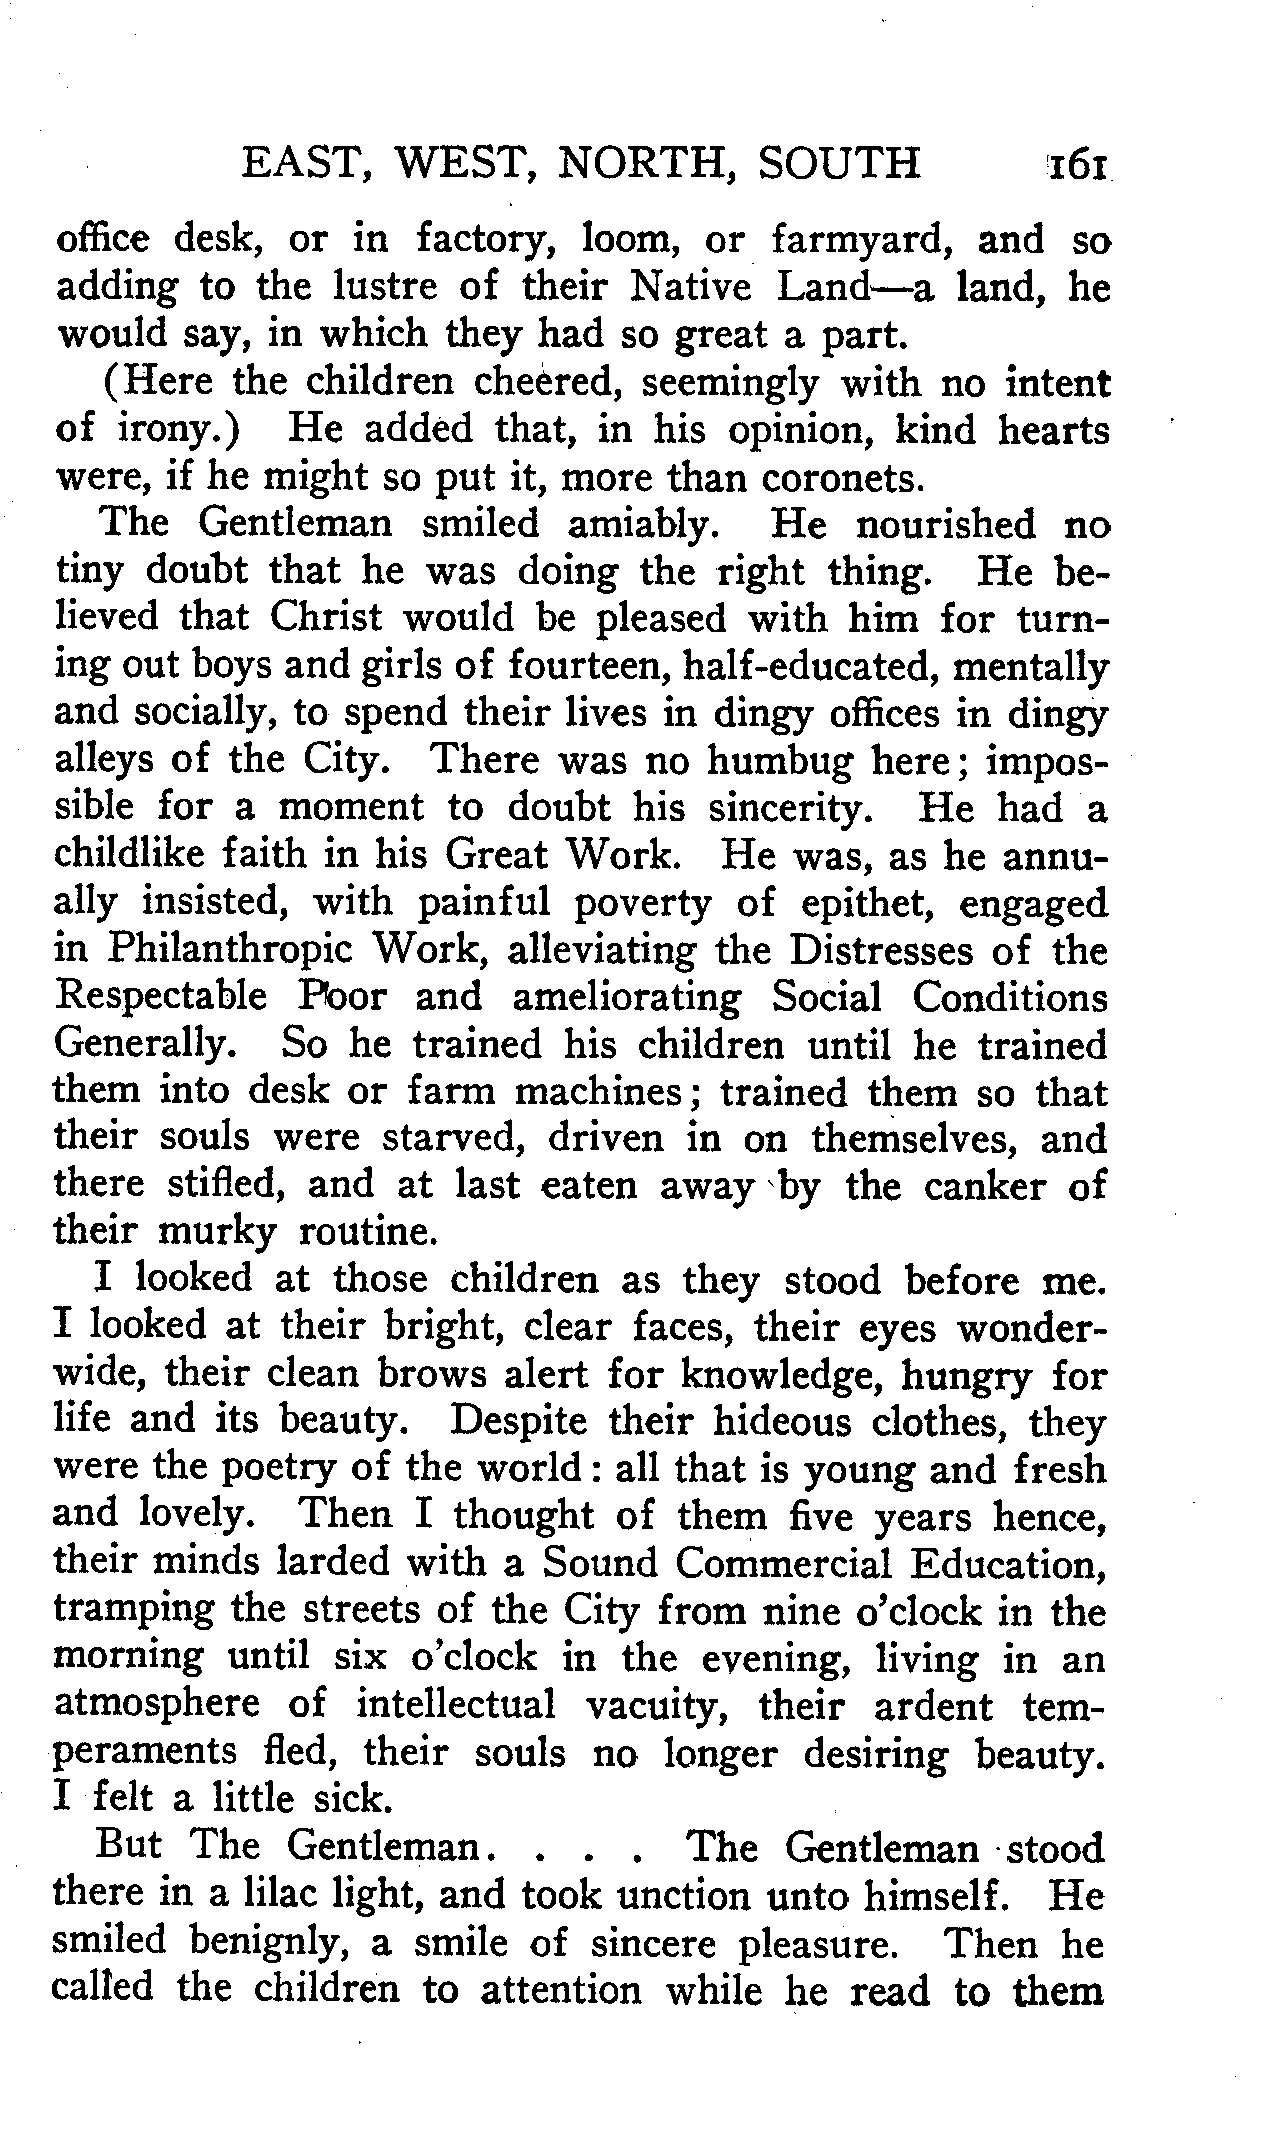 EAST, WEST, NORTH, SOUTH 161
office desk, or in factory, loom, or farmyard, and so
adding to the lustre of their Native Land—a land, he
would say, in which they had so great a part.
(Here the children cheered, seemingly with no intent
of irony.) He added that, in his opinion, kind hearts
were, if he might so put it, more than coronets.
The Gentleman smiled amiably. He nourished no
tiny doubt that he was doing the right thing. He be-
lieved that Christ would be pleased with him for turn-
ing out boys and girls of fourteen, half-educated, mentally
and socially, to spend their lives in dingy offices in dingy
alleys of the City. There was no humbug here; impos-
sible for a moment to doubt his sincerity. He had a
childlike faith in his Great Work. He was, as he annu-
ally insisted, with painful poverty of epithet, engaged
in Philanthropic Work, alleviating the Distresses of the
Respectable Poor and ameliorating Social Conditions
Generally. So he trained his children until he trained
them into desk or farm machines; trained them so that
their souls were starved, driven in on themselves, and
there stifled, and at last eaten away by the canker of
their murky routine.
I looked at those children as they stood before me.
I looked at their bright, clear faces, their eyes wonder-
wide, their clean brows alert for knowledge, hungry for
life and its beauty. Despite their hideous clothes, they
were the poetry of the world: all that is young and fresh
and lovely. Then I thought of them five years hence,
their minds larded with a Sound Commercial Education,
tramping the streets of the City from nine o'clock in the
morning until six o'clock in the evening, living in an
atmosphere of intellectual vacuity, their ardent tem-
peraments fled, their souls no longer desiring beauty.
I felt a little sick.
But The Gentleman. . . . The Gentleman stood
there in a lilac light, and took unction unto himself. He
smiled benignly, a smile of sincere pleasure. Then he
called the children to attention while he read to them